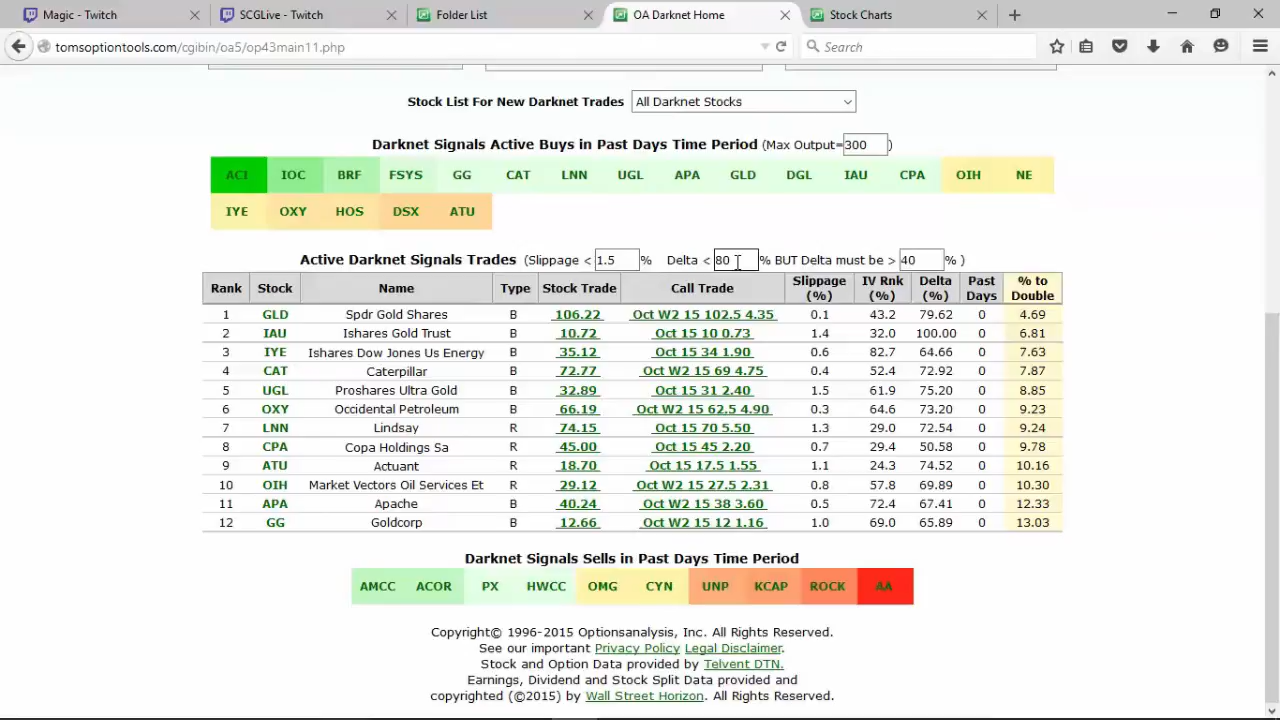 Magic - Twitch
SCGLive - Twitch
Folder List
OA Darknet Home
Stock Charts
tomsoptiontools.com/cgibin/oa5/op43main11.php
Search
Stock List For New Darknet Trades All Darknet Stocks
Darknet Signals Active Buys in Past Days Time Period (Max Output=300)
ACI IOC BRF FSYS GG CAT LNN UGL APA GLD DGL IAU CPA OIH NE
IYE OXY HOS DSX ATU
Active Darknet Signals Trades (Slippage < 1.5 % Delta < 80 % BUT Delta must be > 40 % )
Rank Stock Name Type Stock Trade Call Trade Slippage (%) IV Rnk (%) Delta (%) Past Days % to Double
1 GLD Spdr Gold Shares B 106.22 Oct W2 15 102.5 4.35 0.1 43.2 79.62 0 4.69
2 IAU Ishares Gold Trust B 10.72 Oct 15 10 0.73 1.4 32.0 100.00 0 6.81
3 IYE Ishares Dow Jones Us Energy B 35.12 Oct 15 34 1.90 0.6 82.7 64.66 0 7.63
4 CAT Caterpillar B 72.77 Oct W2 15 69 4.75 0.4 52.4 72.92 0 7.87
5 UGL Proshares Ultra Gold B 32.89 Oct 15 31 2.40 1.5 61.9 75.20 0 8.85
6 OXY Occidental Petroleum B 66.19 Oct W2 15 62.5 4.90 0.3 64.6 73.20 0 9.23
7 LNN Lindsay R 74.15 Oct 15 70 5.50 1.3 29.0 72.54 0 9.24
8 CPA Copa Holdings Sa R 45.00 Oct 15 45 2.20 0.7 29.4 50.58 0 9.78
9 ATU Actuant R 18.70 Oct 15 17.5 1.55 1.1 24.3 74.52 0 10.16
10 OIH Market Vectors Oil Services Et R 29.12 Oct W2 15 27.5 2.31 0.8 57.8 69.89 0 10.30
11 APA Apache B 40.24 Oct W2 15 38 3.60 0.5 72.4 67.41 0 12.33
12 GG Goldcorp B 12.66 Oct W2 15 12 1.16 1.0 69.0 65.89 0 13.03
Darknet Signals Sells in Past Days Time Period
AMCC ACOR PX HWCC OMG CYN UNP KCAP ROCK AA
Copyright© 1996-2015 Optionsanalysis, Inc. All Rights Reserved.
See our important Privacy Policy Legal Disclaimer.
Stock and Option Data provided by Telvent DTN.
Earnings, Dividend and Stock Split Data provided and
copyrighted (©2015) by Wall Street Horizon. All Rights Reserved.